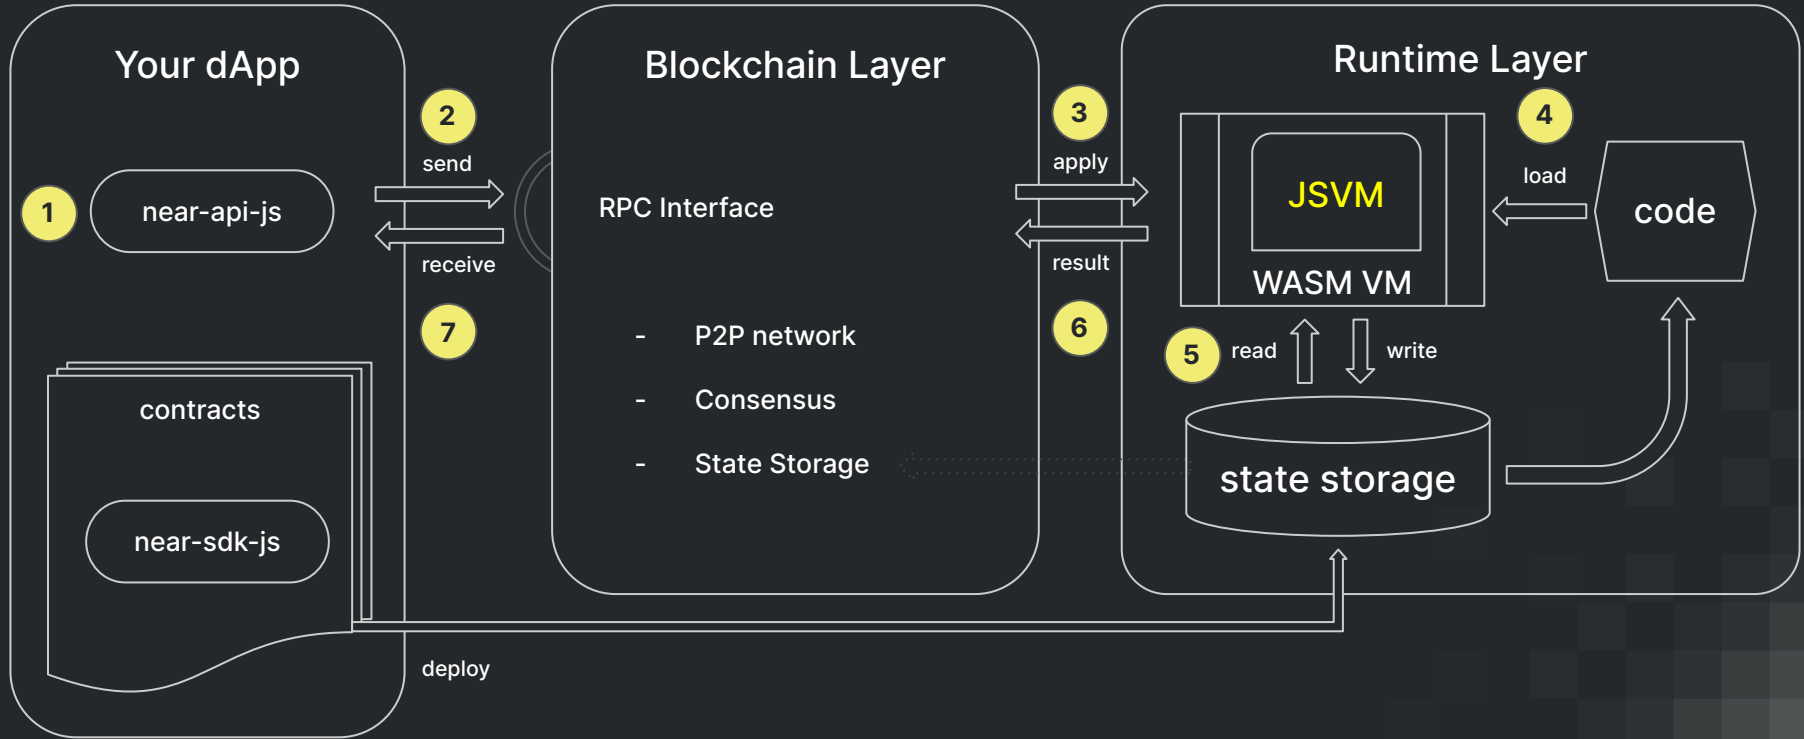 Your dApp
1
near-api-js
contracts
near-sdk-js
2
send
receive
7
deploy
Blockchain Layer
RPC Interface
- P2P network
- Consensus
- State Storage
3
apply
result
6
Runtime Layer
JSVM
WASM VM
4
load
code
5
read
write
state storage